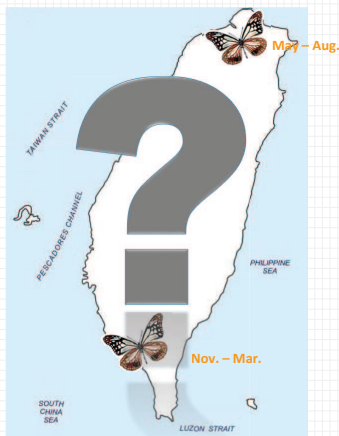 ?
May – Aug.
TAIWAN STRAIT
PESCADORES CHANNEL
PHILIPPINE
SEA
Nov. – Mar.
SOUTH
CHINA
SEA
LUZON STRAIT